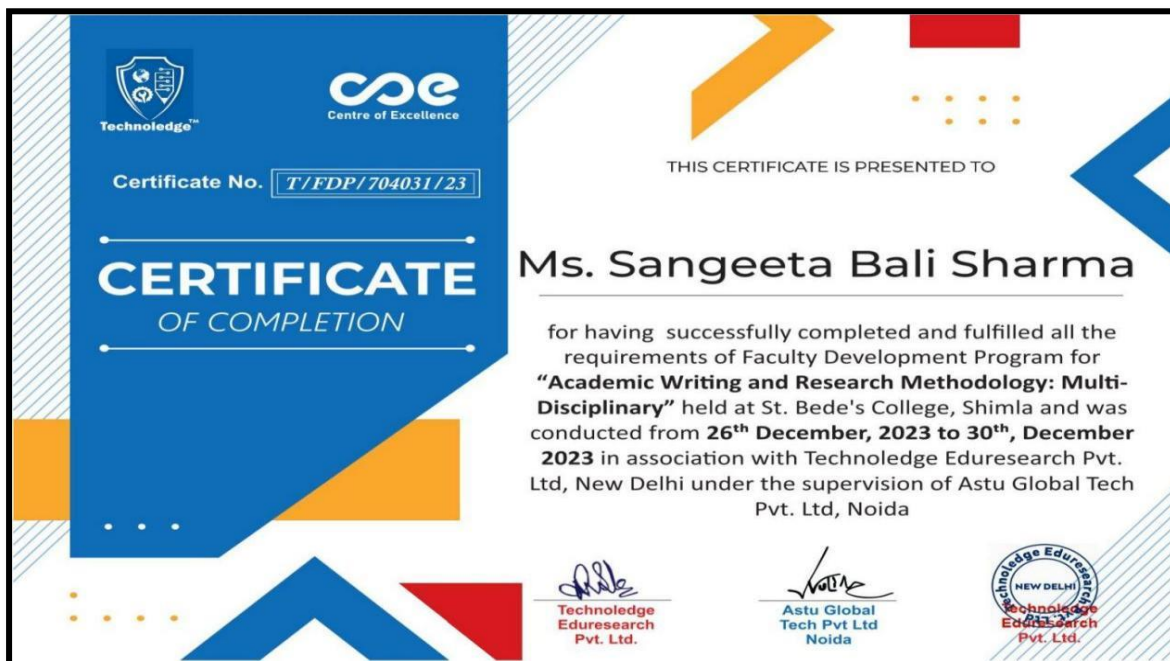 Technoledge™
coe
Centre of Excellence
Certificate No. T/FDP/704031/23
CERTIFICATE
OF COMPLETION
THIS CERTIFICATE IS PRESENTED TO
Ms. Sangeeta Bali Sharma
for having successfully completed and fulfilled all the
requirements of Faculty Development Program for
“Academic Writing and Research Methodology: Multi-
Disciplinary” held at St. Bede's College, Shimla and was
conducted from 26th December, 2023 to 30th, December
2023 in association with Technoledge Eduresearch Pvt.
Ltd, New Delhi under the supervision of Astu Global Tech
Pvt. Ltd, Noida
Technoledge
Eduresearch
Pvt. Ltd.
Astu Global
Tech Pvt Ltd
Noida
Technoledge Eduresearch Pvt. Ltd
NEW DELHI
Technoledge
Eduresearch
Pvt. Ltd.